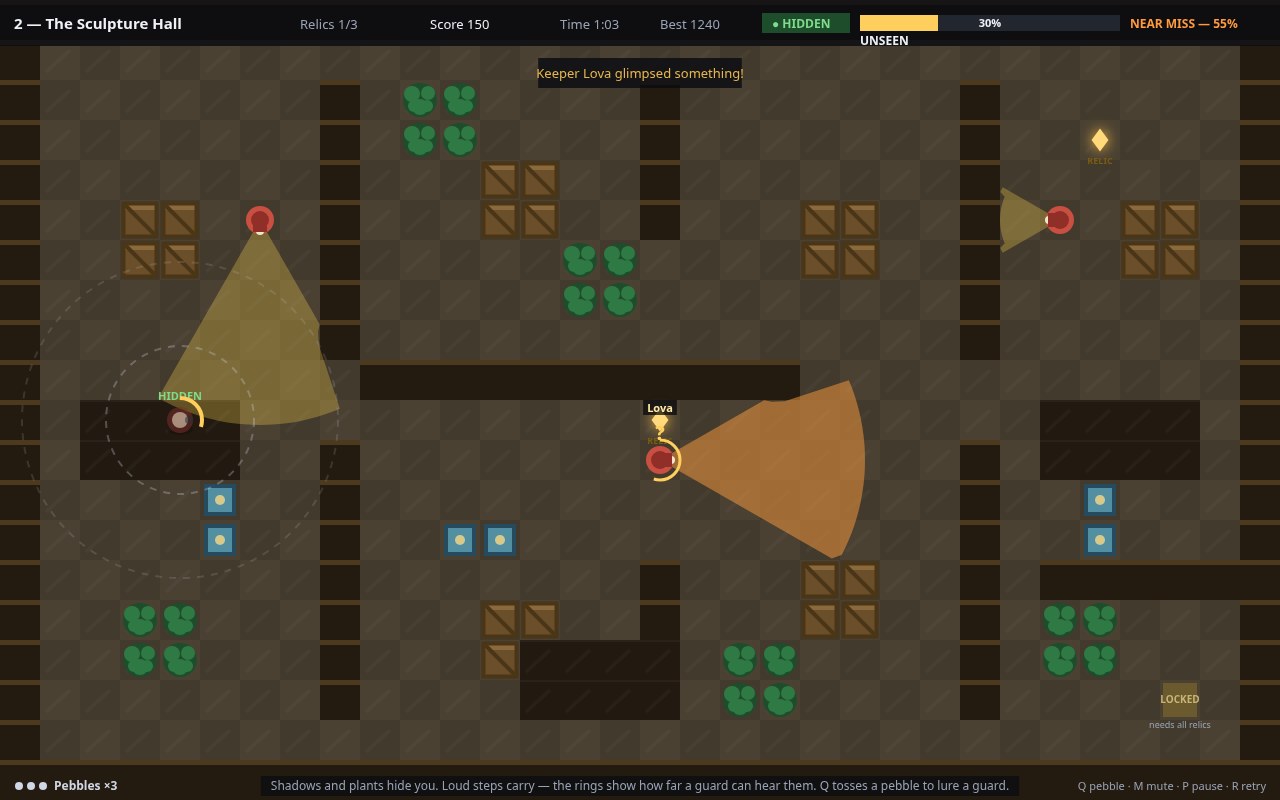 2 — The Sculpture Hall
Relics 1/3
Score 150
Time 1:03
Best 1240
● HIDDEN
30%
NEAR MISS — 55%
UNSEEN
Keeper Lova glimpsed something!
RELIC
HIDDEN
Lova
?
LOCKED
needs all relics
Pebbles ×3
Shadows and plants hide you. Loud steps carry — the rings show how far a guard can hear them. Q tosses a pebble to lure a guard.
Q pebble · M mute · P pause · R retry